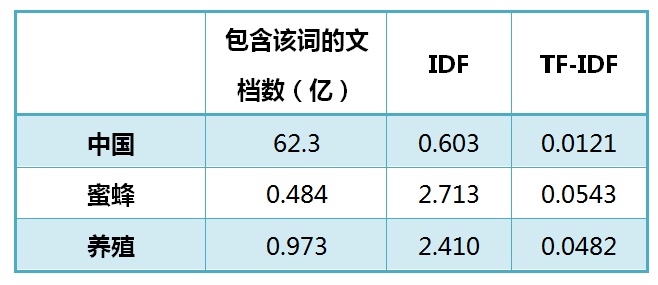 包含该词的文档数（亿） IDF TF-IDF
中国 62.3 0.603 0.0121
蜜蜂 0.484 2.713 0.0543
养殖 0.973 2.410 0.0482